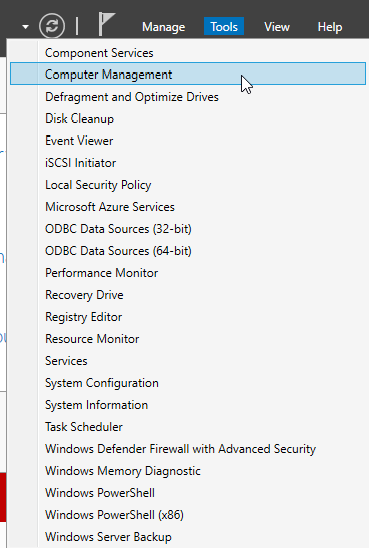 Manage Tools View Help
Component Services
Computer Management
Defragment and Optimize Drives
Disk Cleanup
Event Viewer
iSCSI Initiator
Local Security Policy
Microsoft Azure Services
ODBC Data Sources (32-bit)
ODBC Data Sources (64-bit)
Performance Monitor
Recovery Drive
Registry Editor
Resource Monitor
Services
System Configuration
System Information
Task Scheduler
Windows Defender Firewall with Advanced Security
Windows Memory Diagnostic
Windows PowerShell
Windows PowerShell (x86)
Windows Server Backup